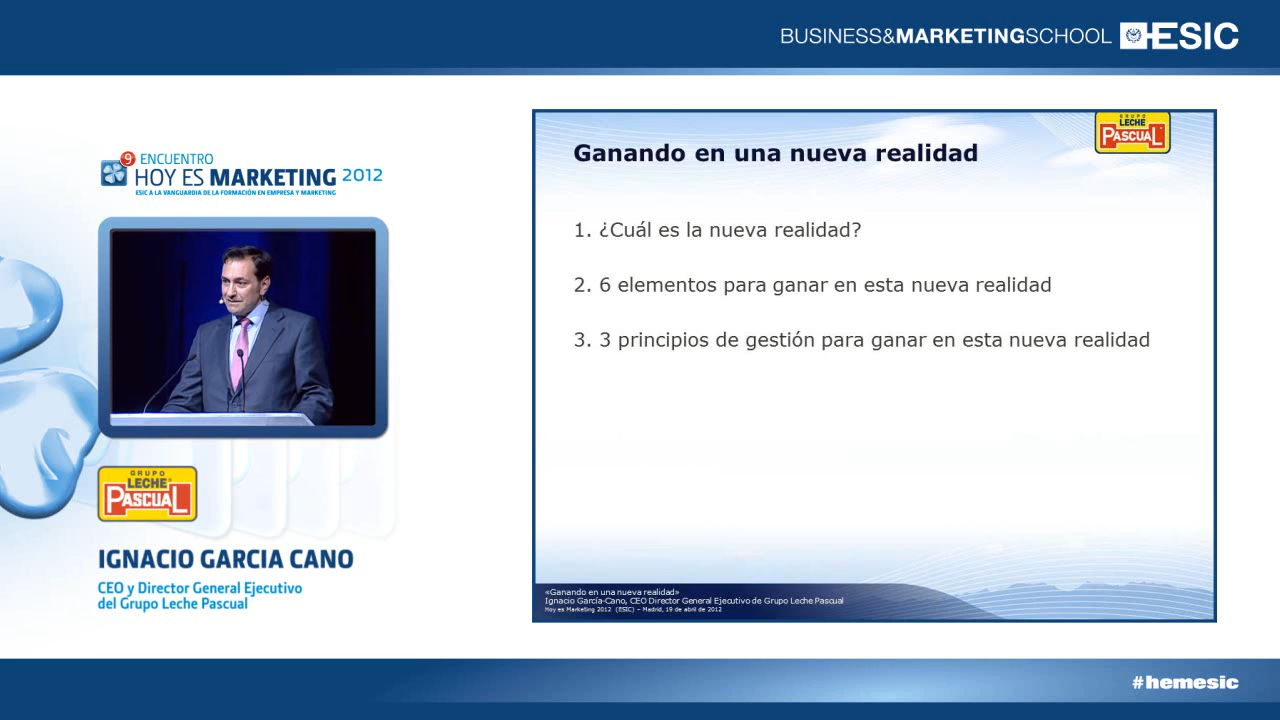 BUSINESS&MARKETINGSCHOOL ESIC
9 ENCUENTRO
HOY ES MARKETING 2012
ESIC A LA VANGUARDIA DE LA FORMACIÓN EN EMPRESA Y MARKETING
GRUPO
LECHE
PASCUAL
IGNACIO GARCIA CANO
CEO y Director General Ejecutivo
del Grupo Leche Pascual
GRUPO
LECHE
PASCUAL
Ganando en una nueva realidad
1. ¿Cuál es la nueva realidad?
2. 6 elementos para ganar en esta nueva realidad
3. 3 principios de gestión para ganar en esta nueva realidad
«Ganando en una nueva realidad»
Ignacio García-Cano, CEO Director General Ejecutivo de Grupo Leche Pascual
Hoy es Marketing 2012 (ESIC) – Madrid, 19 de abril de 2012
#hemesic